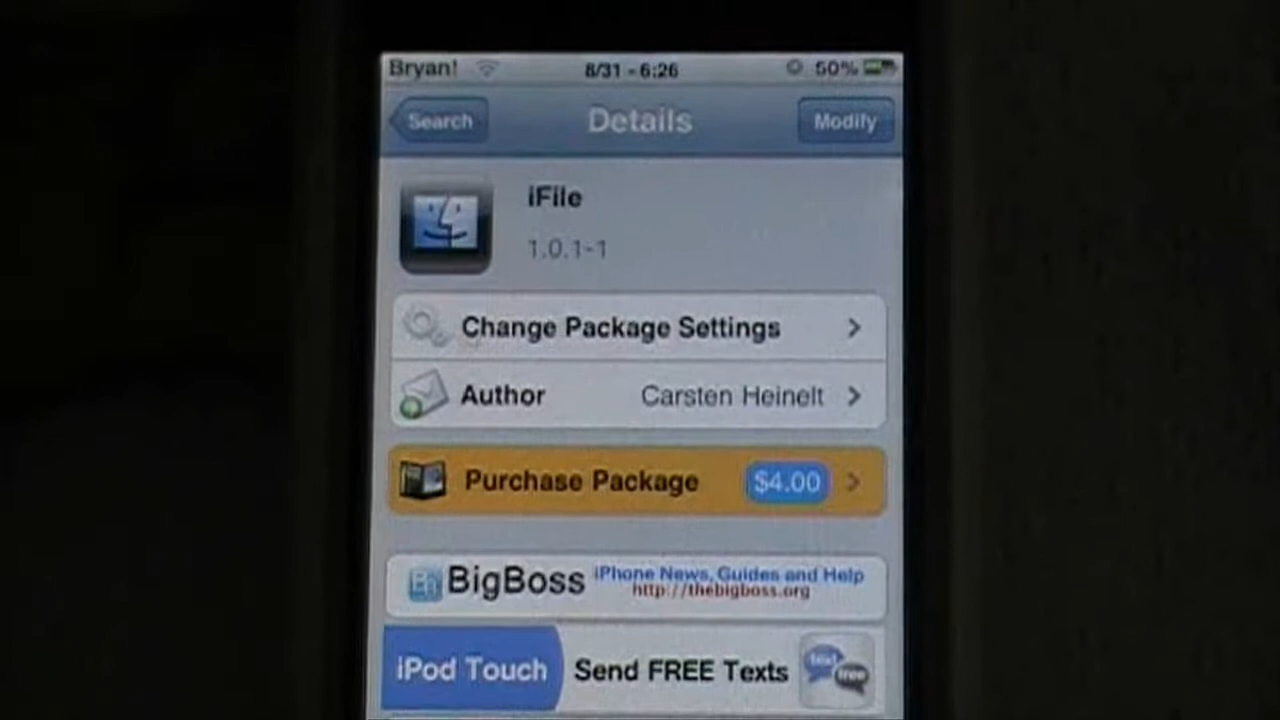 Bryan! 8/31 - 6:26 50%
Search Details Modify
iFile
1.0.1-1
Change Package Settings
Author Carsten Heinelt
Purchase Package $4.00
BigBoss iPhone News, Guides and Help
http://thebigboss.org
iPod Touch Send FREE Texts text free